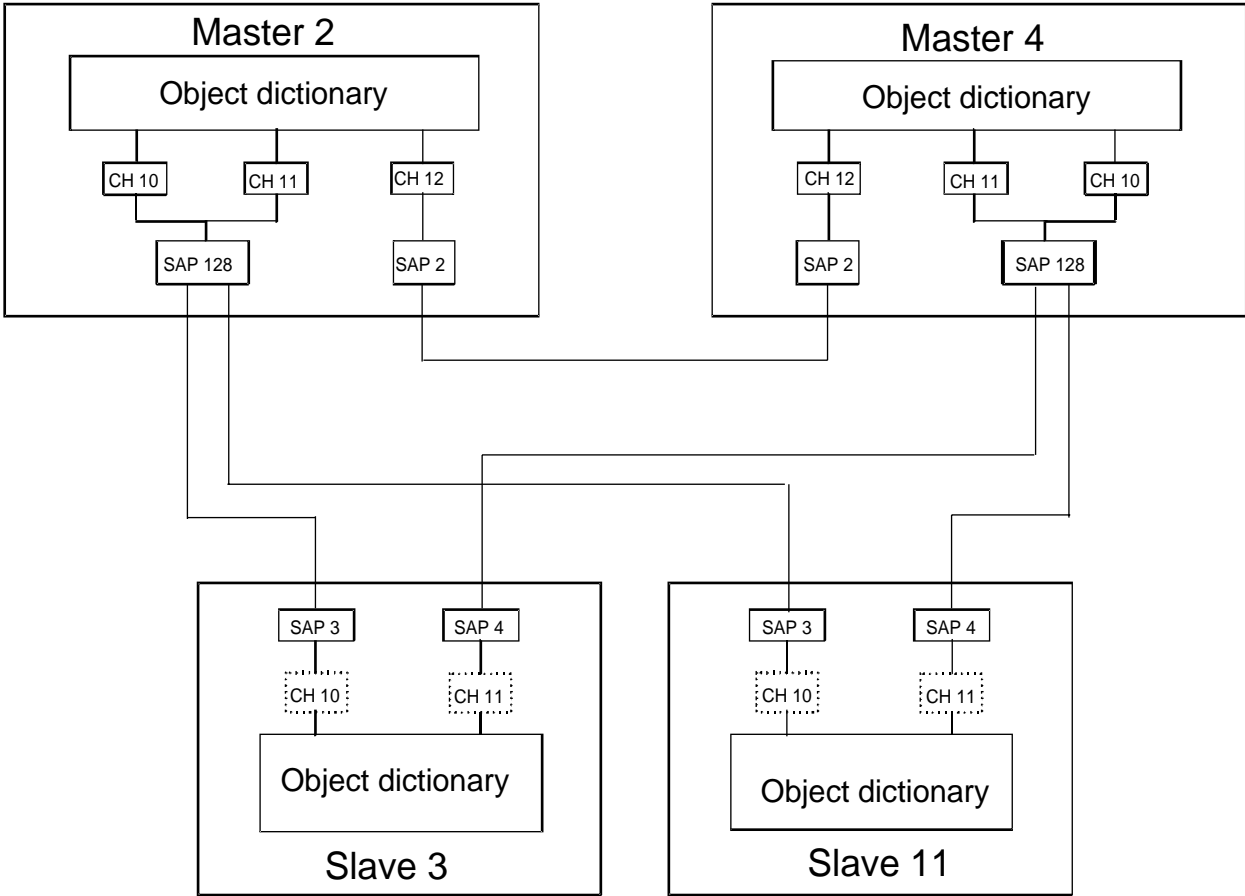 Master 2
Object dictionary
CH 10
CH 11
CH 12
SAP 128
SAP 2
Master 4
Object dictionary
CH 12
CH 11
CH 10
SAP 2
SAP 128
SAP 3
SAP 4
CH 10
CH 11
Object dictionary
Slave 3
SAP 3
SAP 4
CH 10
CH 11
Object dictionary
Slave 11